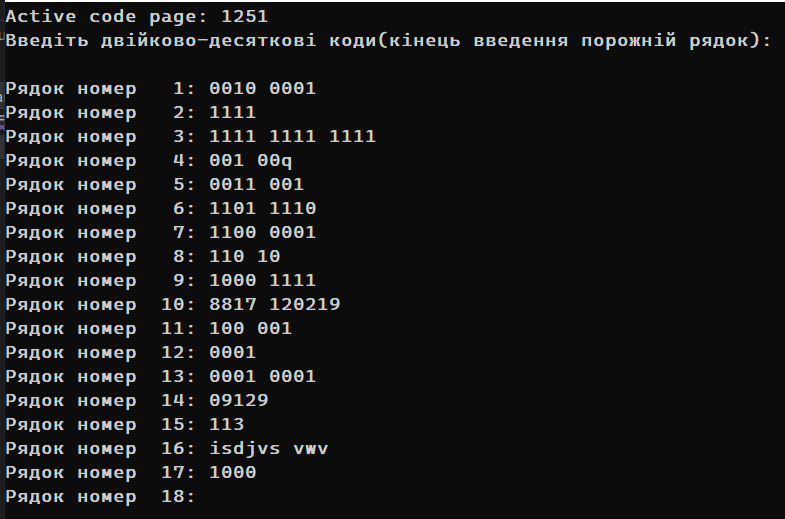 Active code page: 1251
Введіть двійково-десяткові коди(кінець введення порожній рядок):
Рядок номер   1: 0010 0001
Рядок номер   2: 1111
Рядок номер   3: 1111 1111 1111
Рядок номер   4: 001 00q
Рядок номер   5: 0011 001
Рядок номер   6: 1101 1110
Рядок номер   7: 1100 0001
Рядок номер   8: 110 10
Рядок номер   9: 1000 1111
Рядок номер  10: 8817 120219
Рядок номер  11: 100 001
Рядок номер  12: 0001
Рядок номер  13: 0001 0001
Рядок номер  14: 09129
Рядок номер  15: 113
Рядок номер  16: isdjvs vwv
Рядок номер  17: 1000
Рядок номер  18: